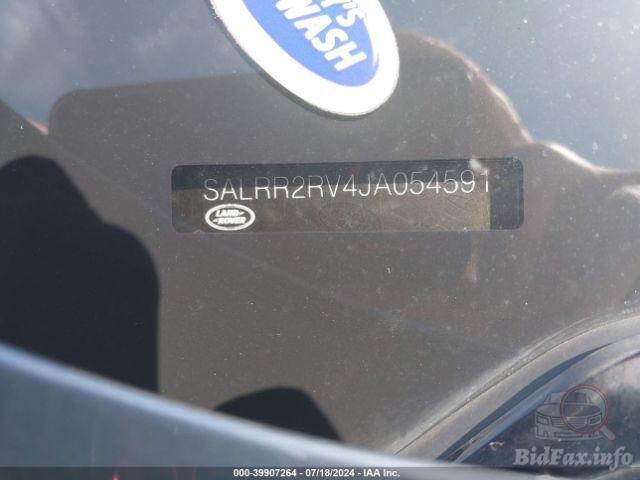 'S
WASH
SALRR2RV4JA054591
LAND-
-ROVER
000-39907264 - 07/18/2024 - IAA Inc.
BidFax.info